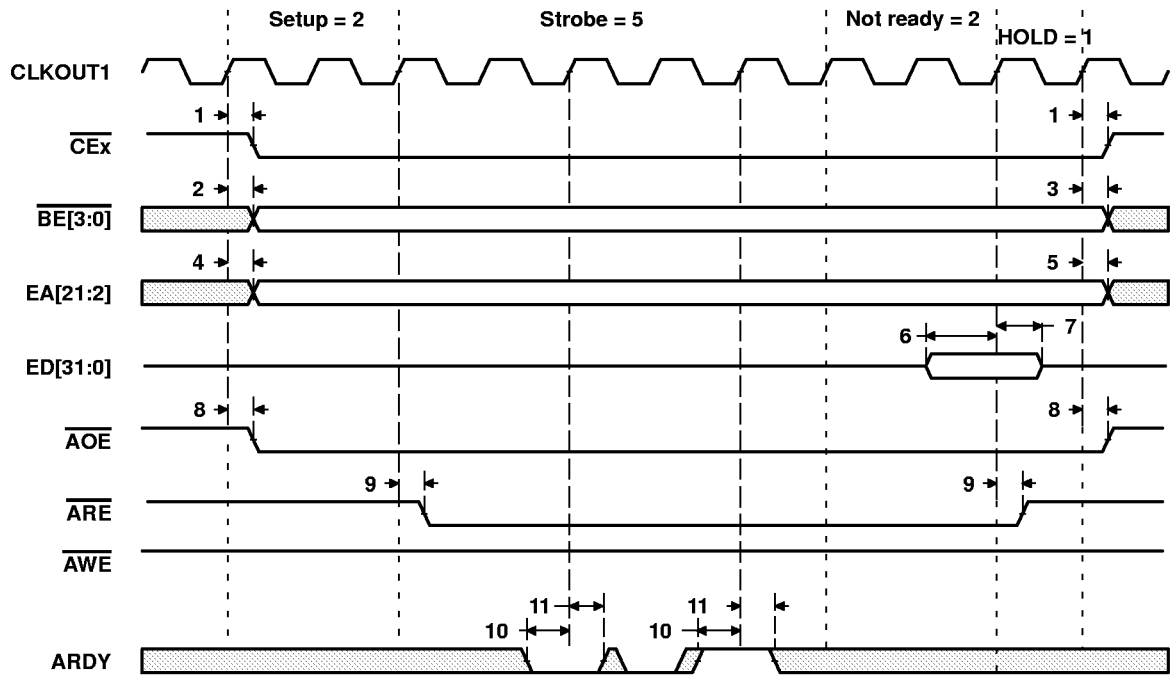 Setup = 2
Strobe = 5
Not ready = 2
HOLD = 1
CLKOUT1
1
1
CEx
2
3
BE[3:0]
4
5
EA[21:2]
6
7
ED[31:0]
8
8
AOE
9
9
ARE
AWE
11
11
10
10
ARDY